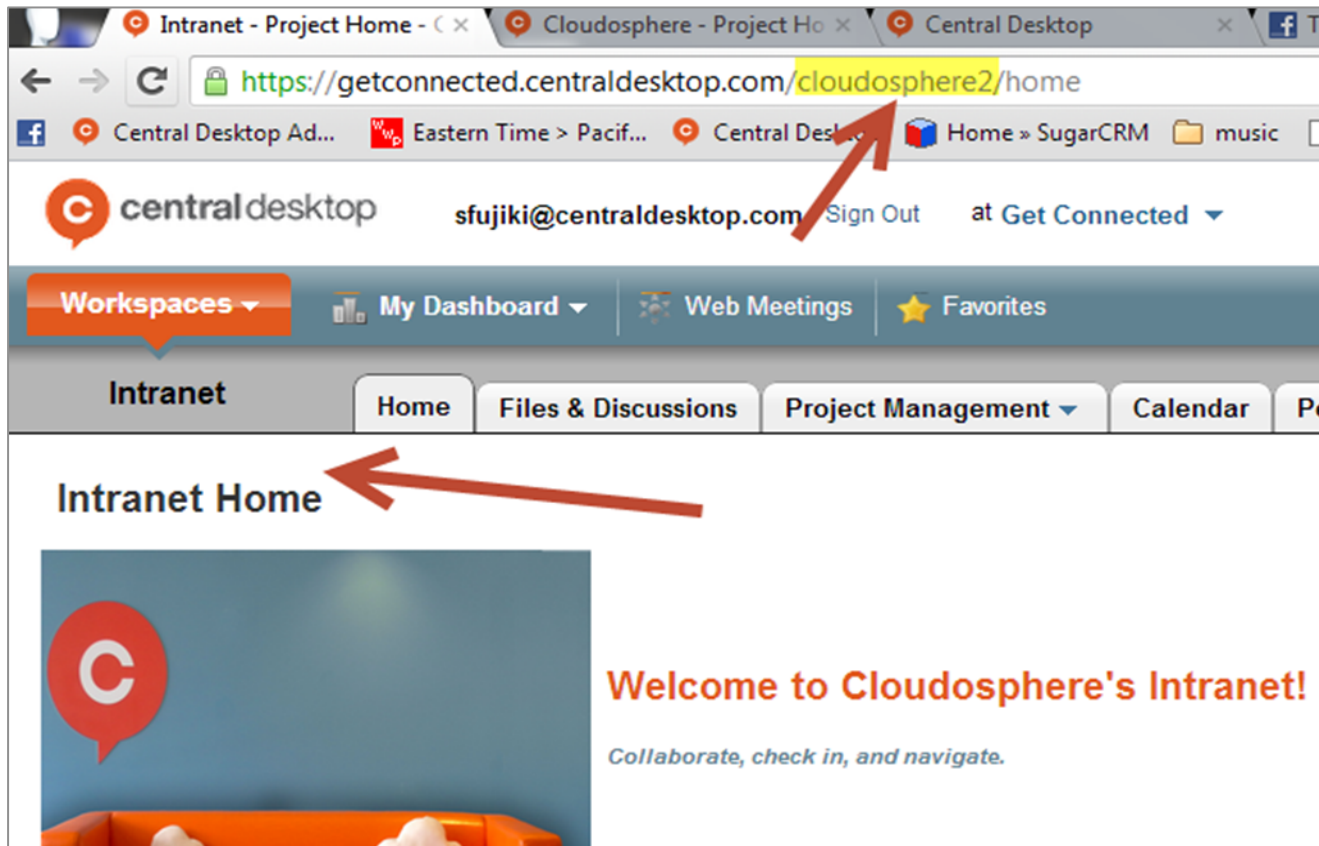 Intranet - Project Home - C
Cloudosphere - Project Ho
Central Desktop
T
https://getconnected.centraldesktop.com/cloudosphere2/home
Central Desktop Ad...
Eastern Time > Pacif...
Central
Home » SugarCRM
music
C centraldesktop
sfujiki@centraldesktop.com
Sign Out
at Get Connected
Workspaces
My Dashboard
Web Meetings
Favorites
Intranet
Home
Files & Discussions
Project Management
Calendar
Intranet Home
C
Welcome to Cloudosphere's Intranet!
Collaborate, check in, and navigate.